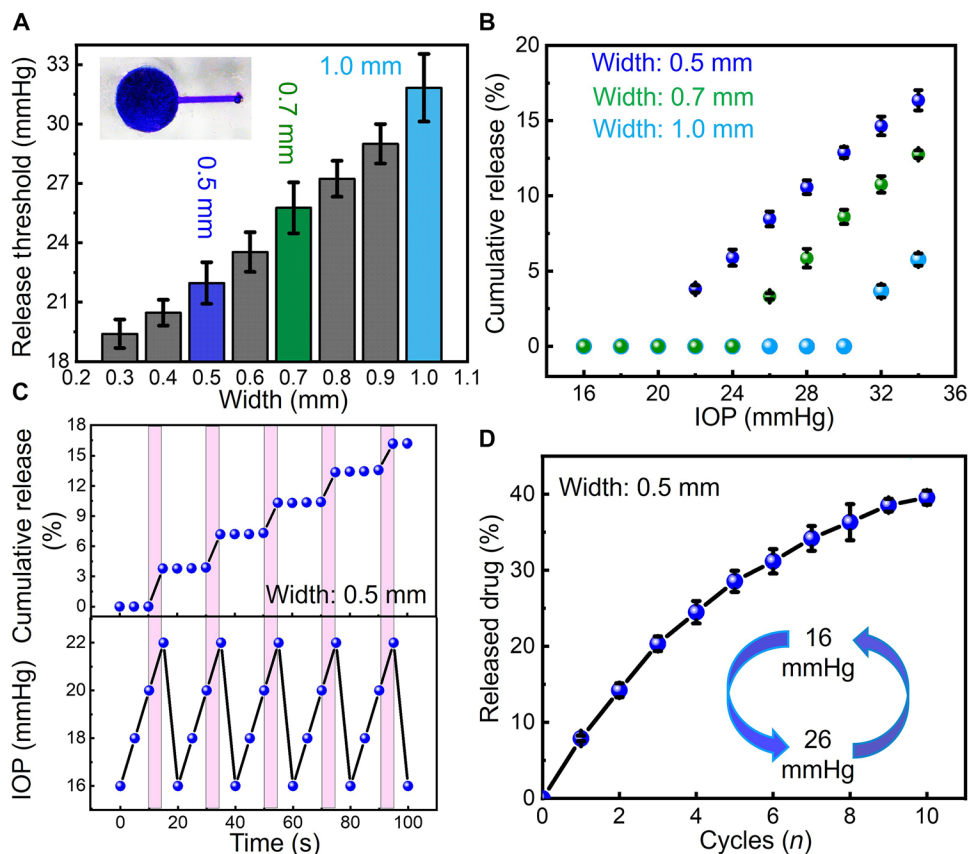 A
Release threshold (mmHg)
33
30
27
24
21
18
0.5 mm
0.7 mm
1.0 mm
0.2 0.3 0.4 0.5 0.6 0.7 0.8 0.9 1.0 1.1
Width (mm)
B
Cumulative release (%)
20
15
10
5
0
Width: 0.5 mm
Width: 0.7 mm
Width: 1.0 mm
16 20 24 28 32 36
IOP (mmHg)
C
Cumulative release
(%)
18
15
12
9
6
3
0
Width: 0.5 mm
IOP (mmHg)
22
20
18
16
0 20 40 60 80 100
Time (s)
D
Released drug (%)
40
30
20
10
0
Width: 0.5 mm
16
mmHg
26
mmHg
0 2 4 6 8 10
Cycles (n)